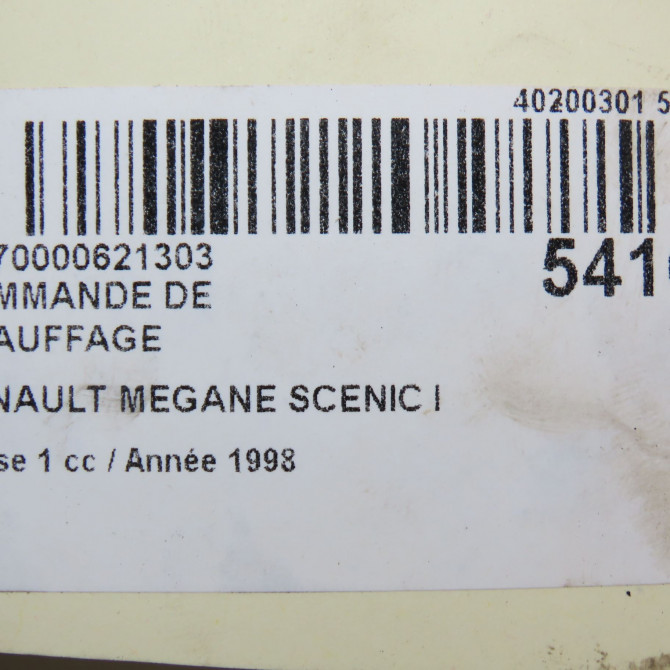 40200301 5
70000621303
541
MMANDE DE
AUFFAGE
NAULT MEGANE SCENIC I
se 1 cc / Année 1998